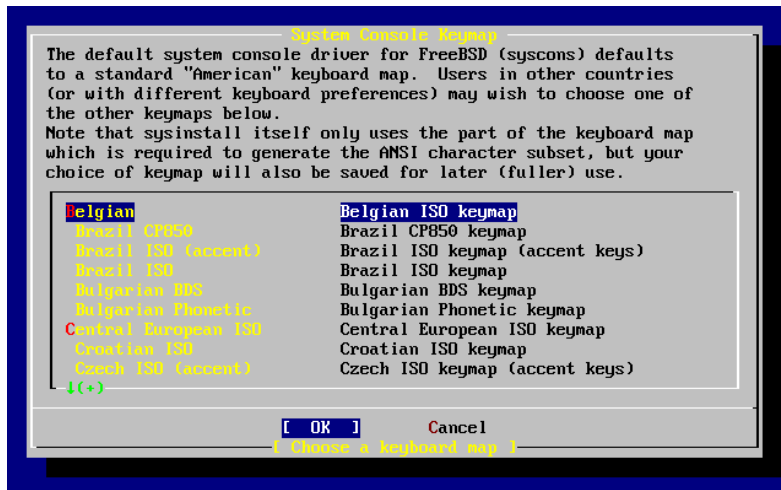 System Console Keymap
The default system console driver for FreeBSD (syscons) defaults
to a standard "American" keyboard map.  Users in other countries
(or with different keyboard preferences) may wish to choose one of
the other keymaps below.
Note that sysinstall itself only uses the part of the keyboard map
which is required to generate the ANSI character subset, but your
choice of keymap will also be saved for later (fuller) use.
Belgian Belgian ISO keymap
Brazil CP850 Brazil CP850 keymap
Brazil ISO (accent) Brazil ISO keymap (accent keys)
Brazil ISO Brazil ISO keymap
Bulgarian BDS Bulgarian BDS keymap
Bulgarian Phonetic Bulgarian Phonetic keymap
Central European ISO Central European ISO keymap
Croatian ISO Croatian ISO keymap
Czech ISO (accent) Czech ISO keymap (accent keys)
↓(+)
[ OK ] Cancel
[ Choose a keyboard map ]